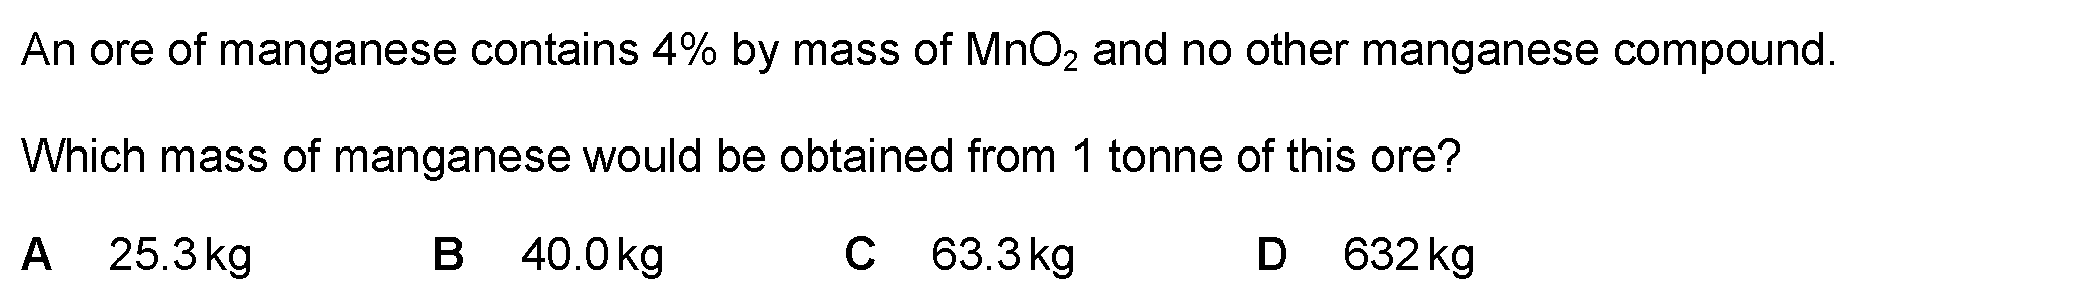 An ore of manganese contains 4% by mass of MnO₂ and no other manganese compound.
Which mass of manganese would be obtained from 1 tonne of this ore?
A 25.3 kg B 40.0 kg C 63.3 kg D 632 kg